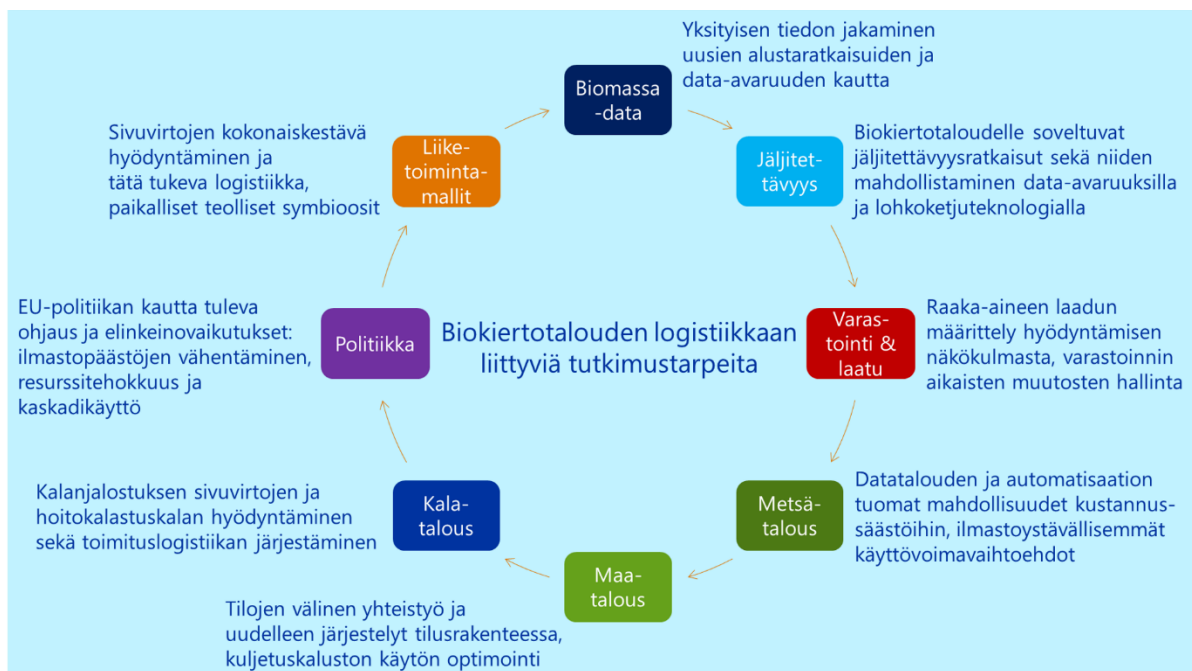 Biokiertotalouden logistiikkaan
liittyviä tutkimustarpeita
Biomassa
-data
Yksityisen tiedon jakaminen
uusien alustaratkaisuiden ja
data-avaruuden kautta
Jäljitet-
tävyys
Biokiertotaloudelle soveltuvat
jäljitettävyysratkaisut sekä niiden
mahdollistaminen data-avaruuksilla
ja lohkoketjuteknologialla
Varas-
tointi &
laatu
Raaka-aineen laadun
määrittely hyödyntämisen
näkökulmasta, varastoinnin
aikaisten muutosten hallinta
Metsä-
talous
Datatalouden ja automatisaation
tuomat mahdollisuudet kustannus-
säästöihin, ilmastoystävällisemmät
käyttövoimavaihtoehdot
Maa-
talous
Tilojen välinen yhteistyö ja
uudelleen järjestelyt tilusrakenteessa,
kuljetuskaluston käytön optimointi
Kala-
talous
Kalanjalostuksen sivuvirtojen ja
hoitokalastuskalan hyödyntäminen
sekä toimituslogistiikan järjestäminen
Politiikka
EU-politiikan kautta tuleva
ohjaus ja elinkeinovaikutukset:
ilmastopäästöjen vähentäminen,
resurssitehokkuus ja
kaskadikäyttö
Liike-
toiminta-
mallit
Sivuvirtojen kokonaiskestävä
hyödyntäminen ja
tätä tukeva logistiikka,
paikalliset teolliset symbioosit